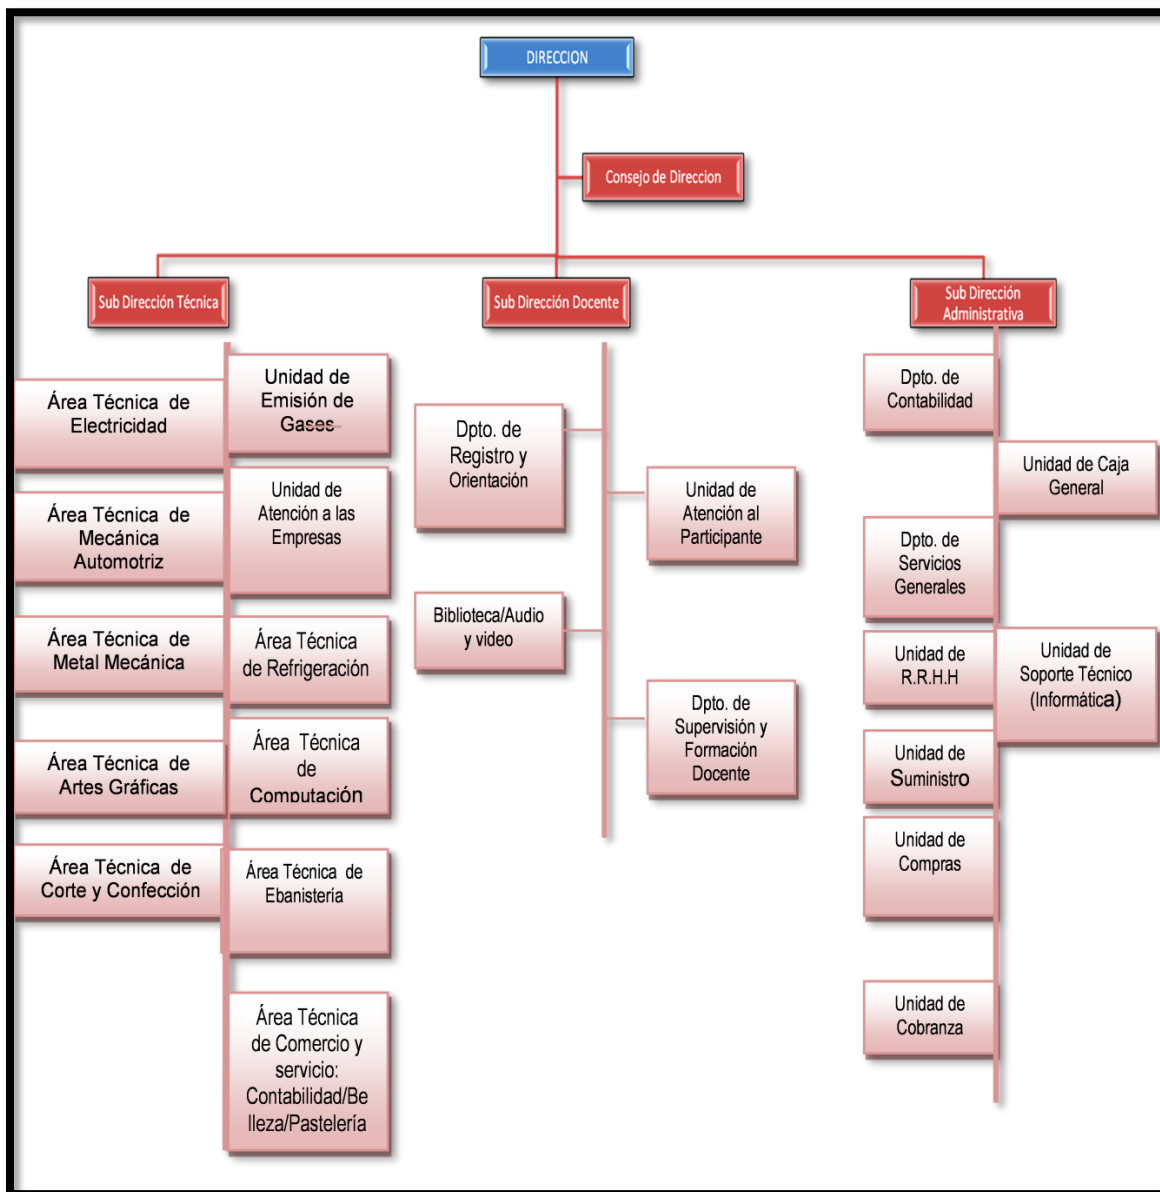 DIRECCION
Consejo de Direccion
Sub Dirección Técnica
Sub Dirección Docente
Sub Dirección
Administrativa
Área Técnica de
Electricidad
Unidad de
Emisión de
Gases
Área Técnica de
Mecánica
Automotriz
Unidad de
Atención a las
Empresas
Área Técnica de
Metal Mecánica
Área Técnica
de Refrigeración
Área Técnica de
Artes Gráficas
Área Técnica
de
Computación
Área Técnica de
Corte y Confección
Área Técnica de
Ebanistería
Área Técnica
de Comercio y
servicio:
Contabilidad/Be
lleza/Pastelería
Dpto. de
Registro y
Orientación
Unidad de
Atención al
Participante
Biblioteca/Audio
y video
Dpto. de
Supervisión y
Formación
Docente
Dpto. de
Contabilidad
Unidad de Caja
General
Dpto. de
Servicios
Generales
Unidad de
R.R.H.H
Unidad de
Soporte Técnico
(Informática)
Unidad de
Suministro
Unidad de
Compras
Unidad de
Cobranza